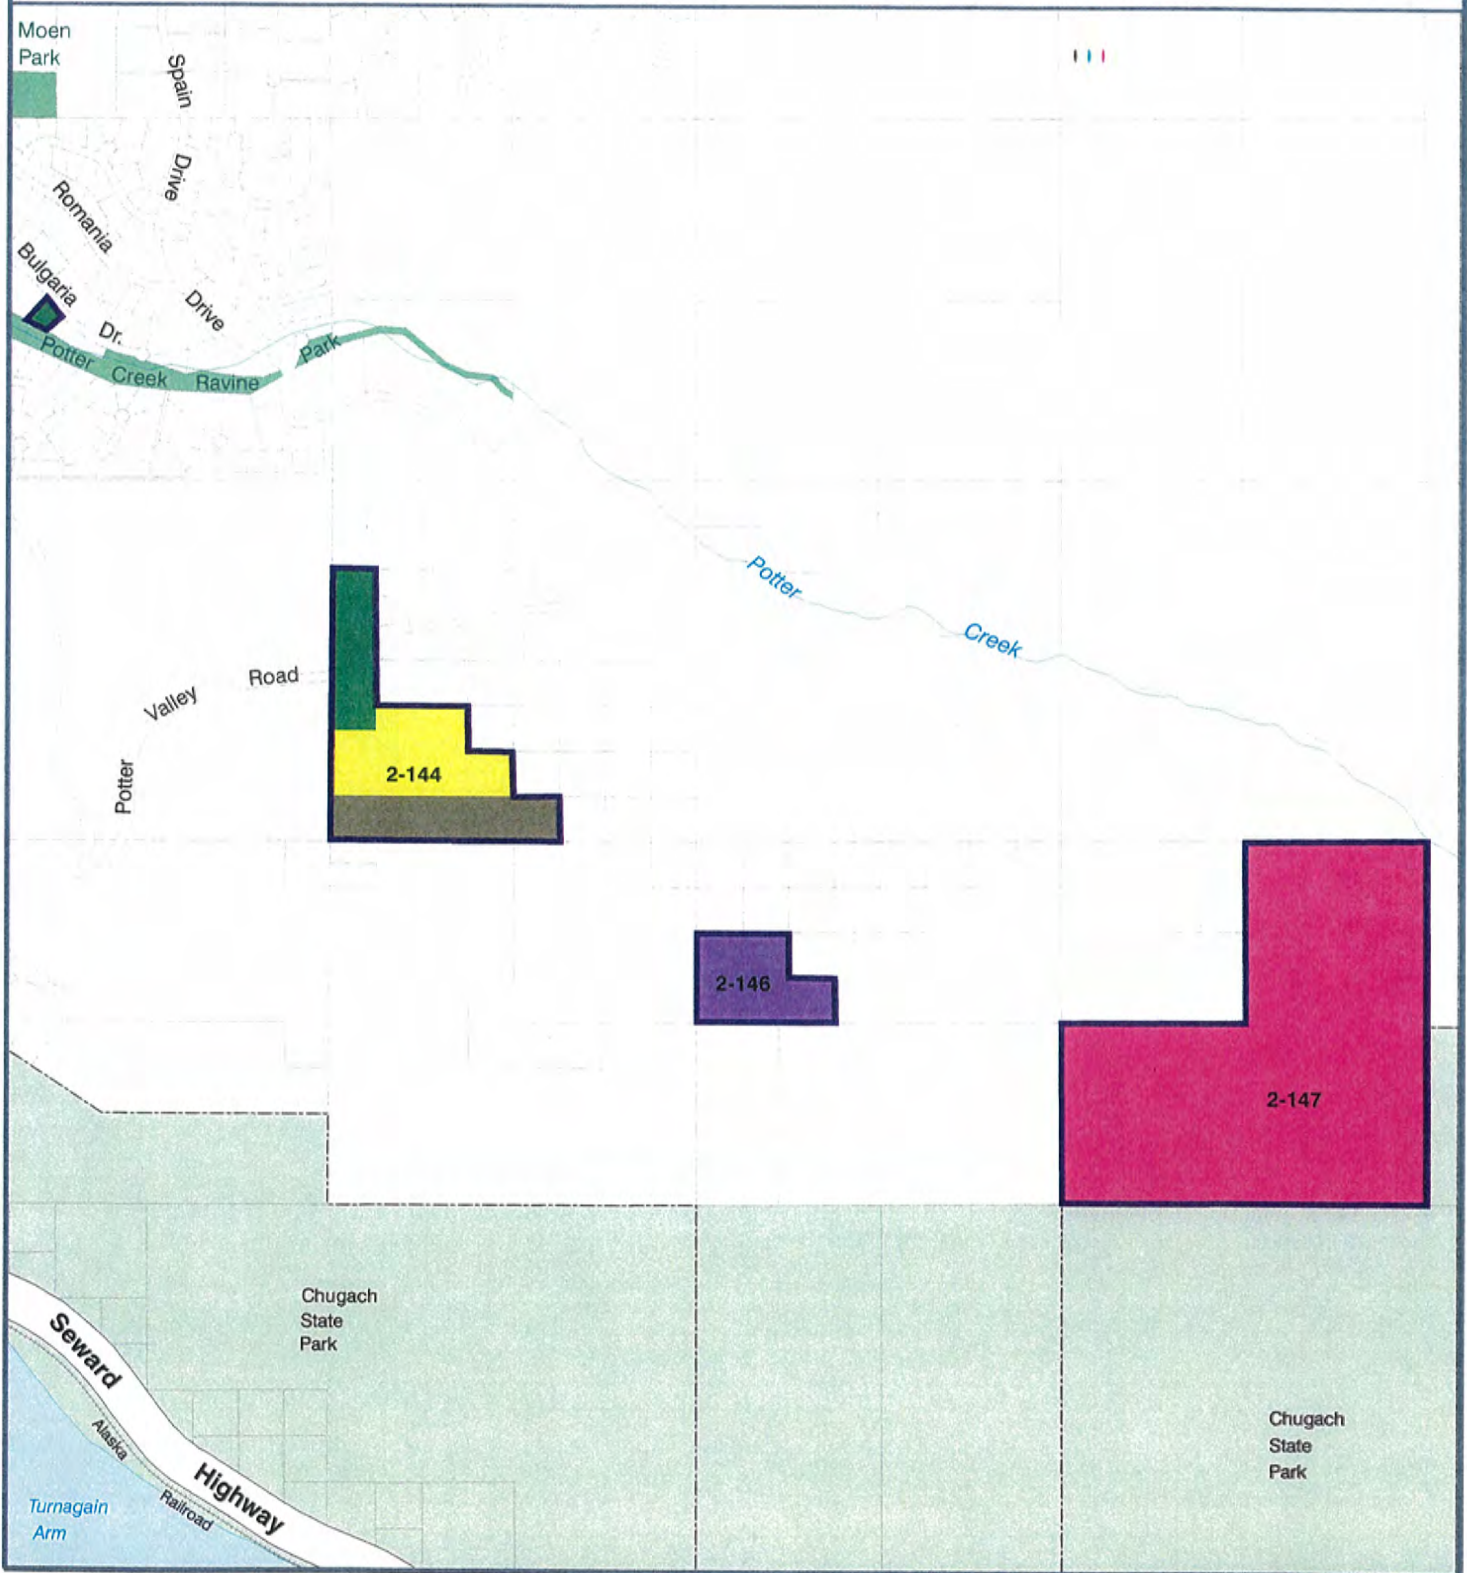 Moen
Park
Spain
Drive
Romania
Drive
Bulgaria
Dr.
Potter
Creek
Ravine
Park
Potter
Creek
Potter
Valley
Road
2-144
2-146
2-147
Chugach
State
Park
Chugach
State
Park
Seward
Highway
Alaska
Railroad
Turnagain
Arm